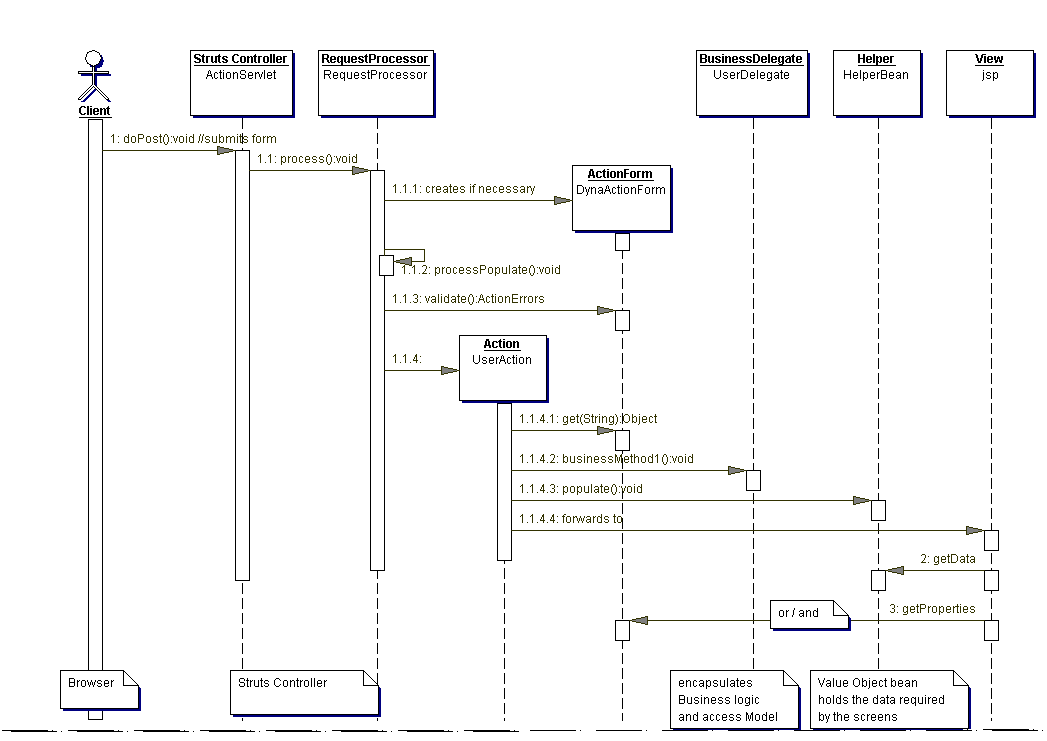 Struts Controller
ActionServlet
RequestProcessor
RequestProcessor
BusinessDelegate
UserDelegate
Helper
HelperBean
View
jsp
Client
1: doPost():void //submits form
1.1: process():void
ActionForm
DynaActionForm
1.1.1: creates if necessary
1.1.2: processPopulate():void
1.1.3: validate():ActionErrors
Action
UserAction
1.1.4:
1.1.4.1: get(String):Object
1.1.4.2: businessMethod1():void
1.1.4.3: populate():void
1.1.4.4: forwards to
2: getData
or / and
3: getProperties
Browser
Struts Controller
encapsulates
Business logic
and access Model
Value Object bean
holds the data required
by the screens